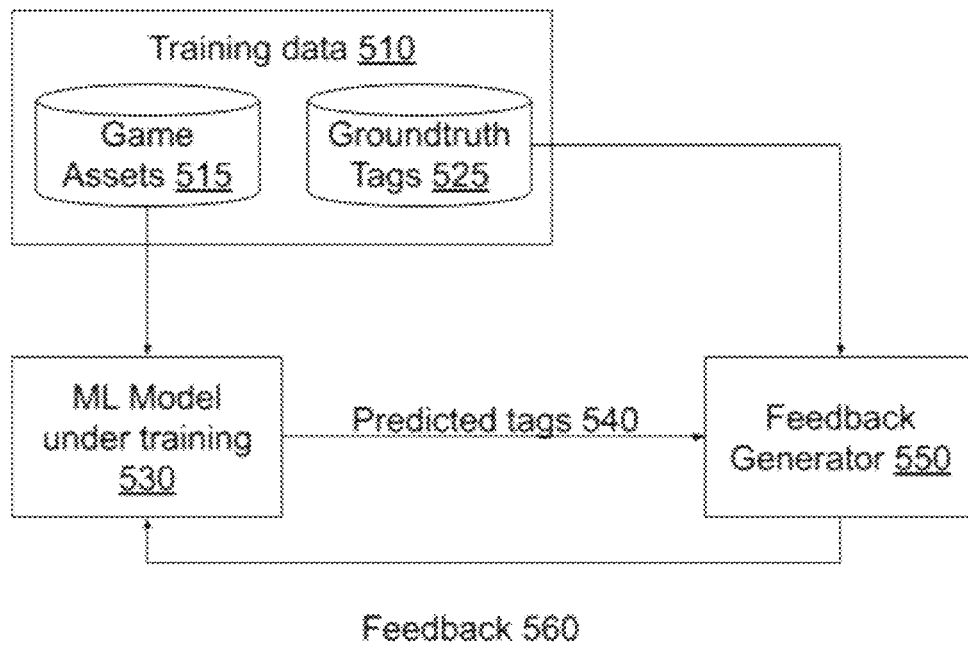 Training data 510
Game
Assets 515
Groundtruth
Tags 525
ML Model
under training
530
Predicted tags 540
Feedback
Generator 550
Feedback 560